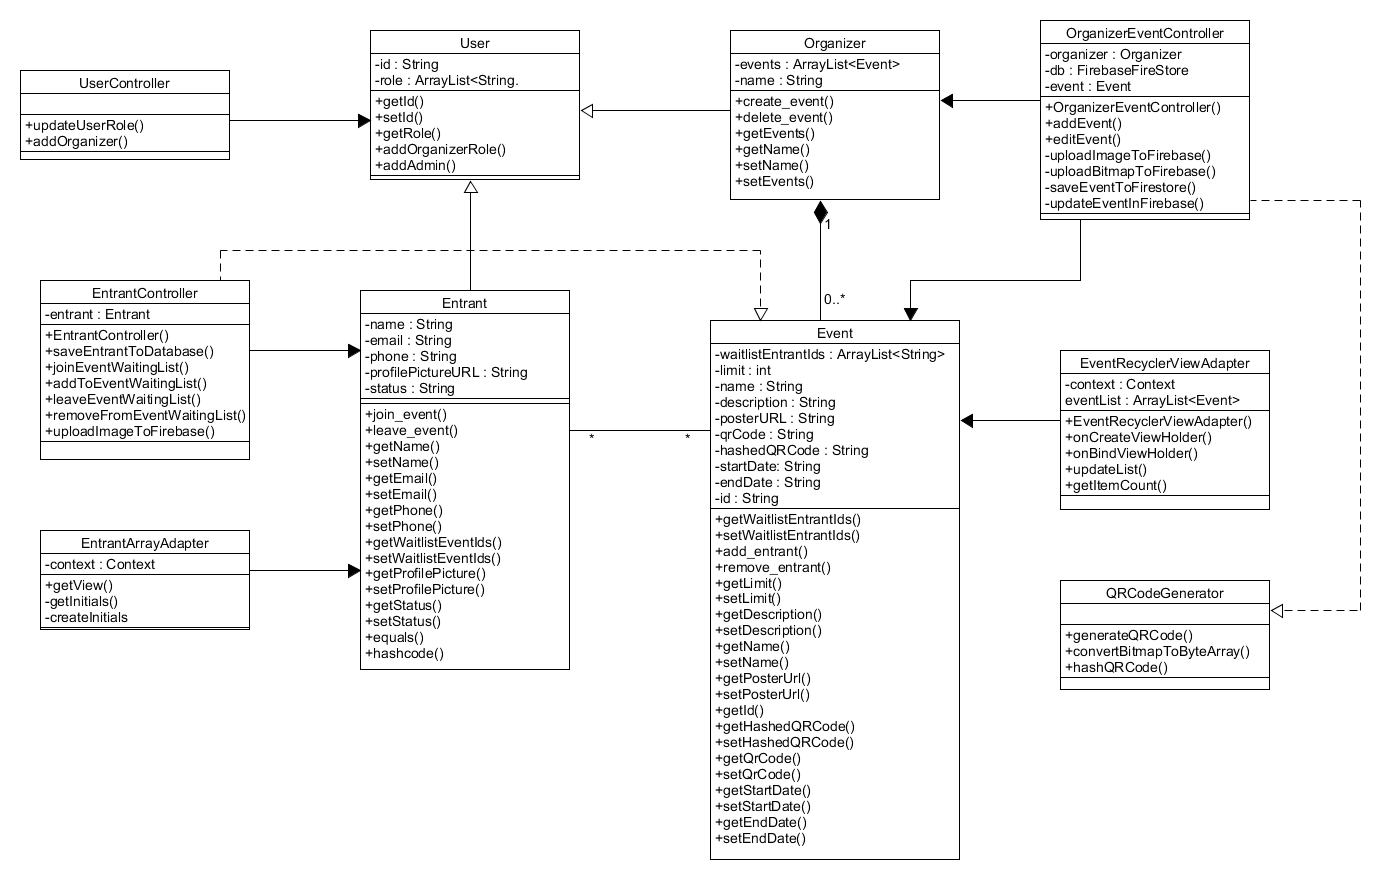 UserController
+updateUserRole()
+addOrganizer()
User
-id : String
-role : ArrayList<String.
+getId()
+setId()
+getRole()
+addOrganizerRole()
+addAdmin()
Organizer
-events : ArrayList<Event>
-name : String
+create_event()
+delete_event()
+getEvents()
+getName()
+setName()
+setEvents()
OrganizerEventController
-organizer : Organizer
-db : FirebaseFireStore
-event : Event
+OrganizerEventController()
+addEvent()
+editEvent()
-uploadImageToFirebase()
-uploadBitmapToFirebase()
-saveEventToFirestore()
-updateEventInFirebase()
1
0..*
EntrantController
-entrant : Entrant
+EntrantController()
+saveEntrantToDatabase()
+joinEventWaitingList()
+addToEventWaitingList()
+leaveEventWaitingList()
+removeFromEventWaitingList()
+uploadImageToFirebase()
Entrant
-name : String
-email : String
-phone : String
-profilePictureURL : String
-status : String
+join_event()
+leave_event()
+getName()
+setName()
+getEmail()
+setEmail()
+getPhone()
+setPhone()
+getWaitlistEventIds()
+setWaitlistEventIds()
+getProfilePicture()
+setProfilePicture()
+getStatus()
+setStatus()
+equals()
+hashcode()
* *
Event
-waitlistEntrantIds : ArrayList<String>
-limit : int
-name : String
-description : String
-posterURL : String
-qrCode : String
-hashedQRCode : String
-startDate: String
-endDate : String
-id : String
+getWaitlistEntrantIds()
+setWaitlistEntrantIds()
+add_entrant()
+remove_entrant()
+getLimit()
+setLimit()
+getDescription()
+setDescription()
+getName()
+setName()
+getPosterUrl()
+setPosterUrl()
+getId()
+getHashedQRCode()
+setHashedQRCode()
+getQrCode()
+setQrCode()
+getStartDate()
+setStartDate()
+getEndDate()
+setEndDate()
EventRecyclerViewAdapter
-context : Context
eventList : ArrayList<Event>
+EventRecyclerViewAdapter()
+onCreateViewHolder()
+onBindViewHolder()
+updateList()
+getItemCount()
EntrantArrayAdapter
-context : Context
+getView()
-getInitials()
-createInitials
QRCodeGenerator
+generateQRCode()
+convertBitmapToByteArray()
+hashQRCode()